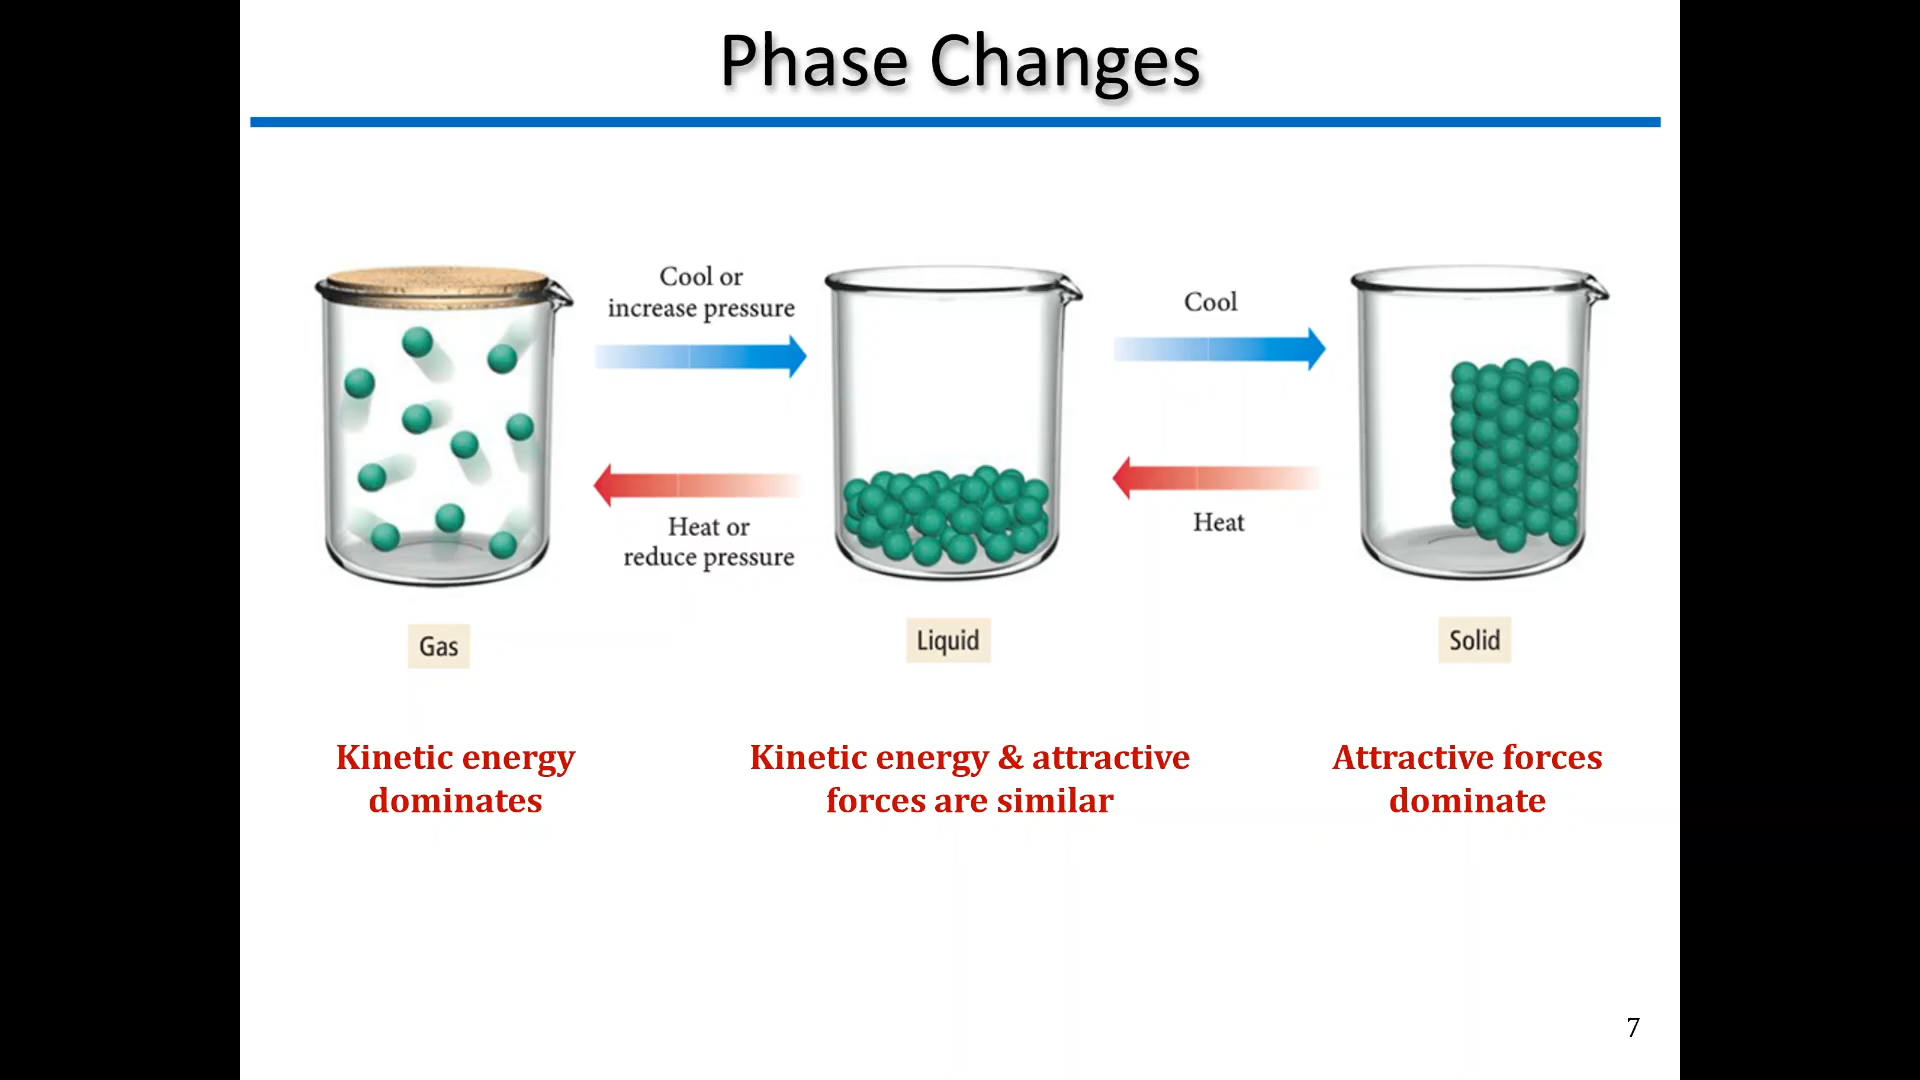 Phase Changes
Cool or
increase pressure
Cool
Heat or
reduce pressure
Heat
Gas
Liquid
Solid
Kinetic energy
dominates
Kinetic energy & attractive
forces are similar
Attractive forces
dominate
7